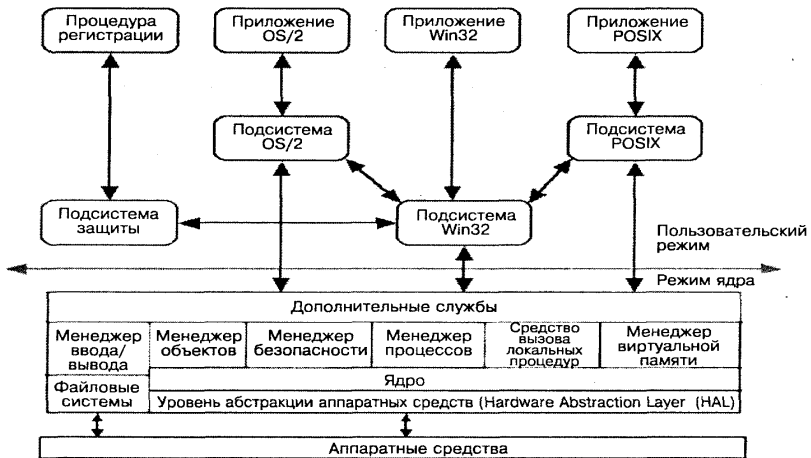 Процедура
регистрации
Приложение
OS/2
Приложение
Win32
Приложение
POSIX
Подсистема
OS/2
Подсистема
POSIX
Подсистема
защиты
Подсистема
Win32
Пользовательский
режим
Режим ядра
Дополнительные службы
Менеджер
ввода/
вывода
Менеджер
объектов
Менеджер
безопасности
Менеджер
процессов
Средство
вызова
локальных
процедур
Менеджер
виртуальной
памяти
Файловые
системы
Ядро
Уровень абстракции аппаратных средств (Hardware Abstraction Layer (HAL)
Аппаратные средства